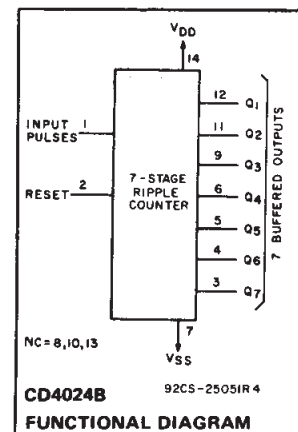 VDD
14
INPUT PULSES 1
RESET 2
7-STAGE
RIPPLE
COUNTER
12 Q1
11 Q2
9 Q3
6 Q4
5 Q5
4 Q6
3 Q7
7 BUFFERED OUTPUTS
7
VSS
NC=8,10,13
92CS-25051R4
CD4024B
FUNCTIONAL DIAGRAM